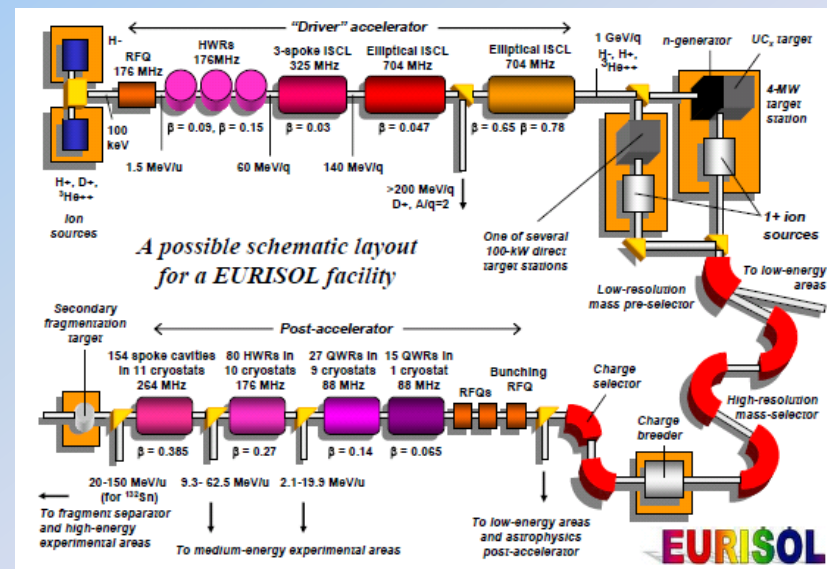 "Driver" accelerator
H-
RFQ
176 MHz
HWRs
176MHz
3-spoke ISCL
325 MHz
Elliptical ISCL
704 MHz
Elliptical ISCL
704 MHz
1 GeV/q
H-, H+,
³He++
n-generator
UCₓ target
4-MW
target
station
100
keV
β = 0.09, β = 0.15
β = 0.03
β = 0.047
β = 0.65 β = 0.78
1.5 MeV/u
60 MeV/q
140 MeV/q
H+, D+,
³He++
Ion
sources
>200 MeV/q
D+, A/q=2
One of several
100-kW direct
target stations
1+ ion
sources
A possible schematic layout
for a EURISOL facility
Low-resolution
mass pre-selector
To low-energy
areas
Secondary
fragmentation
target
Post-accelerator
154 spoke cavities
in 11 cryostats
264 MHz
80 HWRs in
10 cryostats
176 MHz
27 QWRs in
9 cryostats
88 MHz
15 QWRs in
1 cryostat
88 MHz
RFQs
Bunching
RFQ
Charge
selector
Charge
breeder
High-resolution
mass-selector
β = 0.385
β = 0.27
β = 0.14
β = 0.065
20-150 MeV/u
(for ¹³²Sn)
9.3- 62.5 MeV/u
2.1-19.9 MeV/u
To fragment separator
and high-energy
experimental areas
To medium-energy experimental areas
To low-energy areas
and astrophysics
post-accelerator
EURISOL